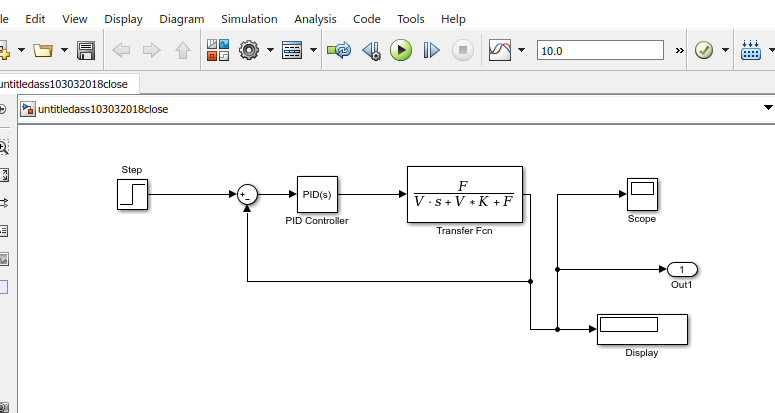 le Edit View Display Diagram Simulation Analysis Code Tools Help
10.0 »
untitledass103032018close
untitledass103032018close
Step
+
-
PID(s)
PID Controller
F
V · s + V * K + F
Transfer Fcn
Scope
1
Out1
Display